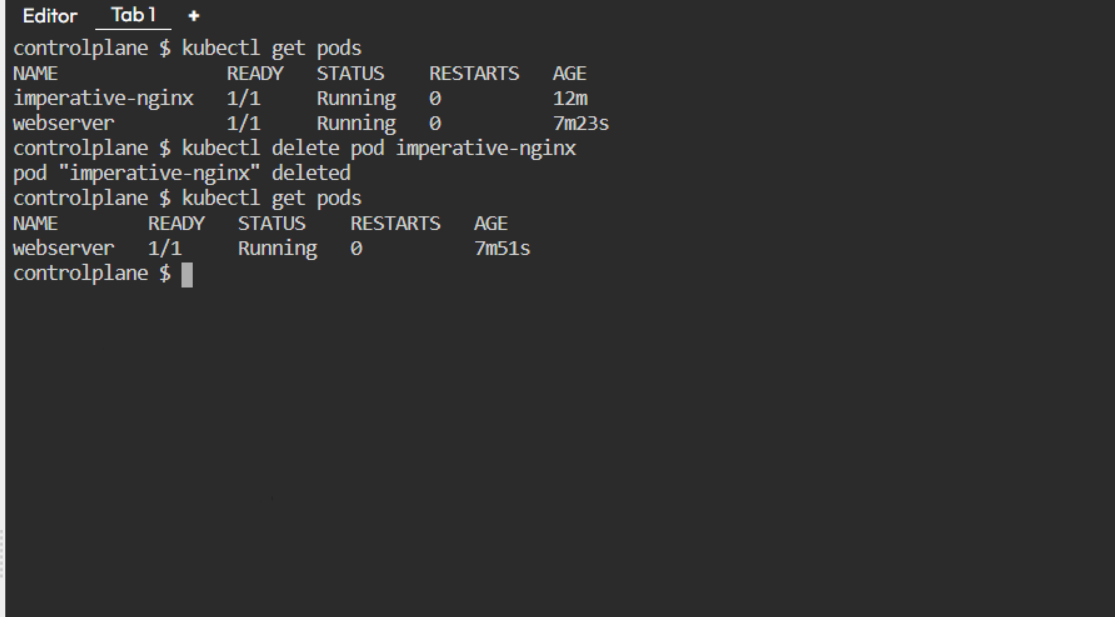 Editor Tab 1 +
controlplane $ kubectl get pods
NAME READY STATUS RESTARTS AGE
imperative-nginx 1/1 Running 0 12m
webserver 1/1 Running 0 7m23s
controlplane $ kubectl delete pod imperative-nginx
pod "imperative-nginx" deleted
controlplane $ kubectl get pods
NAME READY STATUS RESTARTS AGE
webserver 1/1 Running 0 7m51s
controlplane $